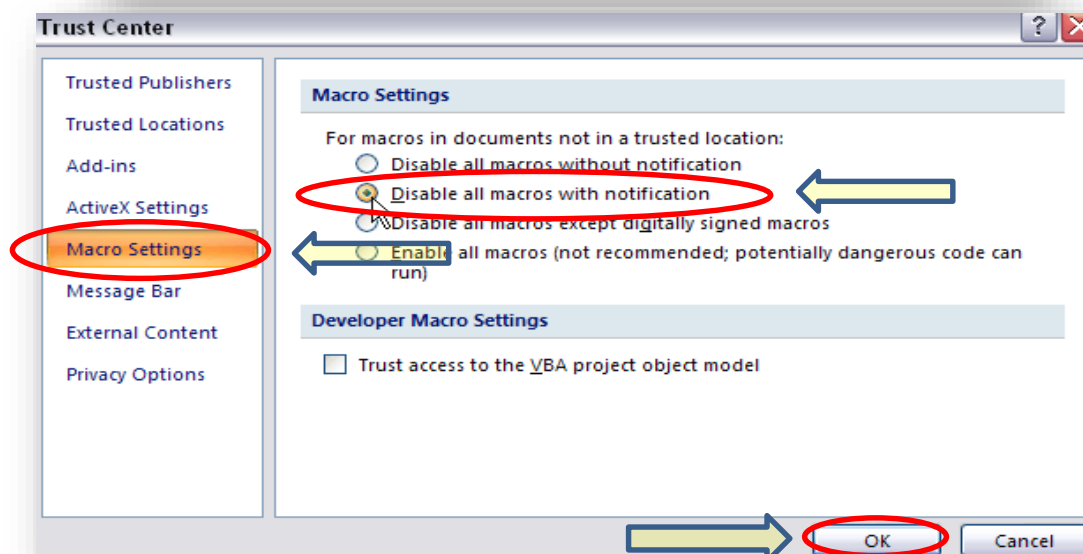 Trust Center
?
Trusted Publishers
Trusted Locations
Add-ins
ActiveX Settings
Macro Settings
Message Bar
External Content
Privacy Options
Macro Settings
For macros in documents not in a trusted location:
Disable all macros without notification
Disable all macros with notification
Disable all macros except digitally signed macros
Enable all macros (not recommended; potentially dangerous code can
run)
Developer Macro Settings
Trust access to the VBA project object model
OK
Cancel